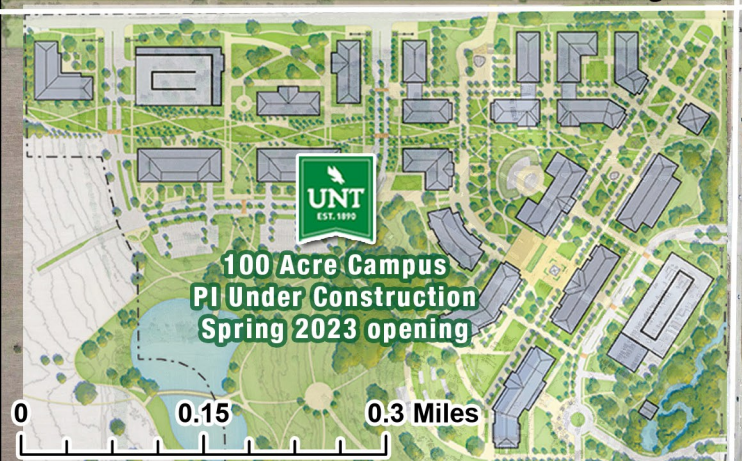 UNT
EST. 1890
100 Acre Campus
PI Under Construction
Spring 2023 opening
0 0.15 0.3 Miles